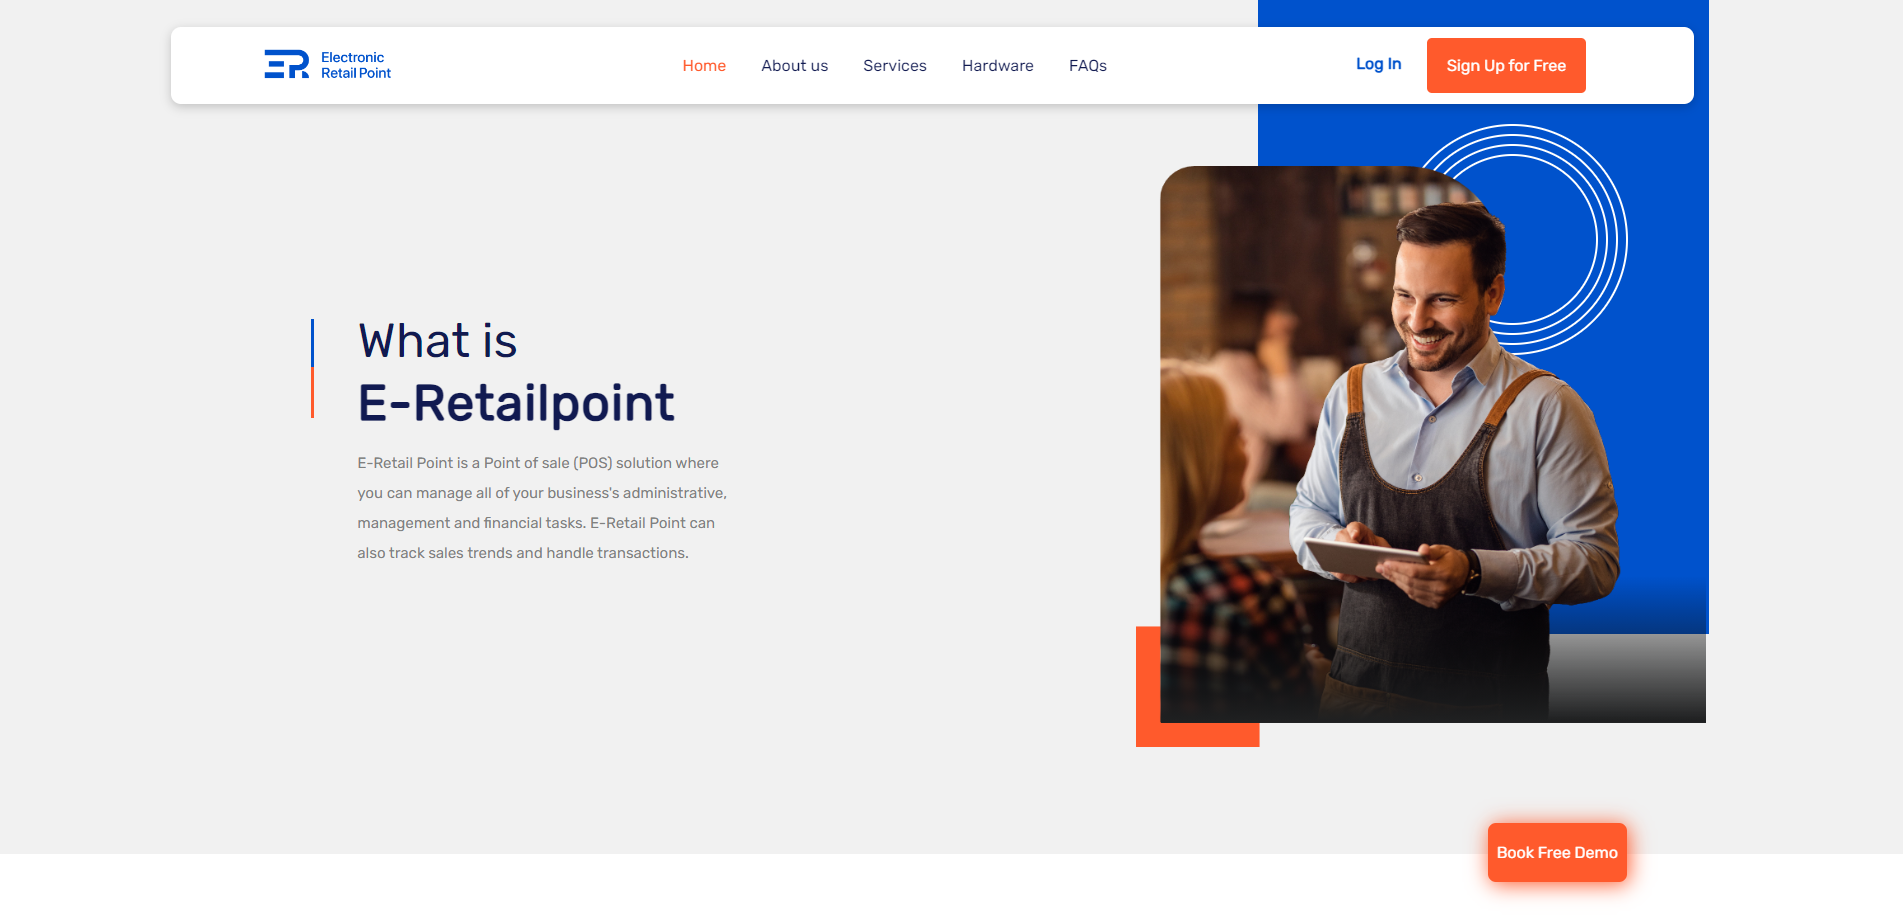 Electronic
Retail Point
Home
About us
Services
Hardware
FAQs
Log In
Sign Up for Free
What is
E-Retailpoint
E-Retail Point is a Point of sale (POS) solution where
you can manage all of your business's administrative,
management and financial tasks. E-Retail Point can
also track sales trends and handle transactions.
Book Free Demo